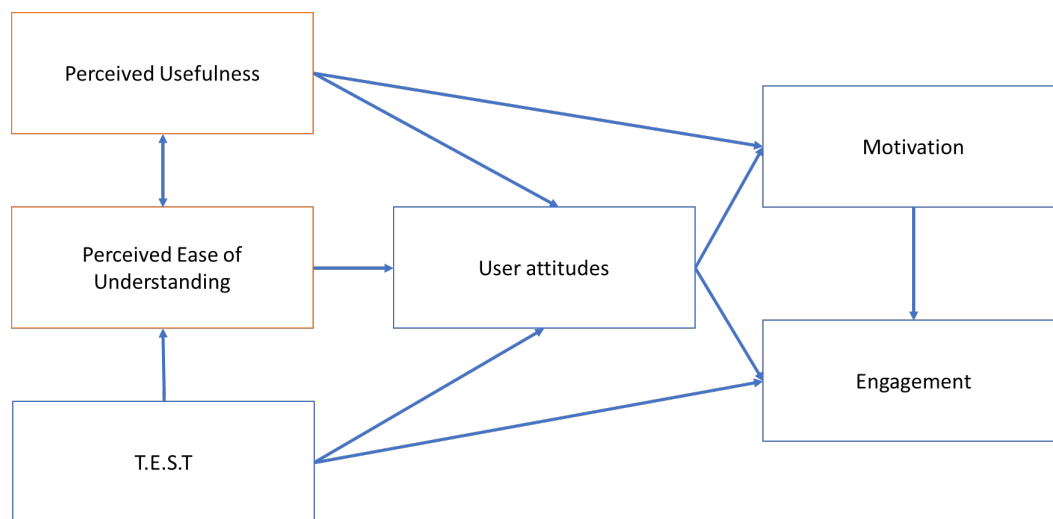 Perceived Usefulness
Motivation
Perceived Ease of
Understanding
User attitudes
Engagement
T.E.S.T